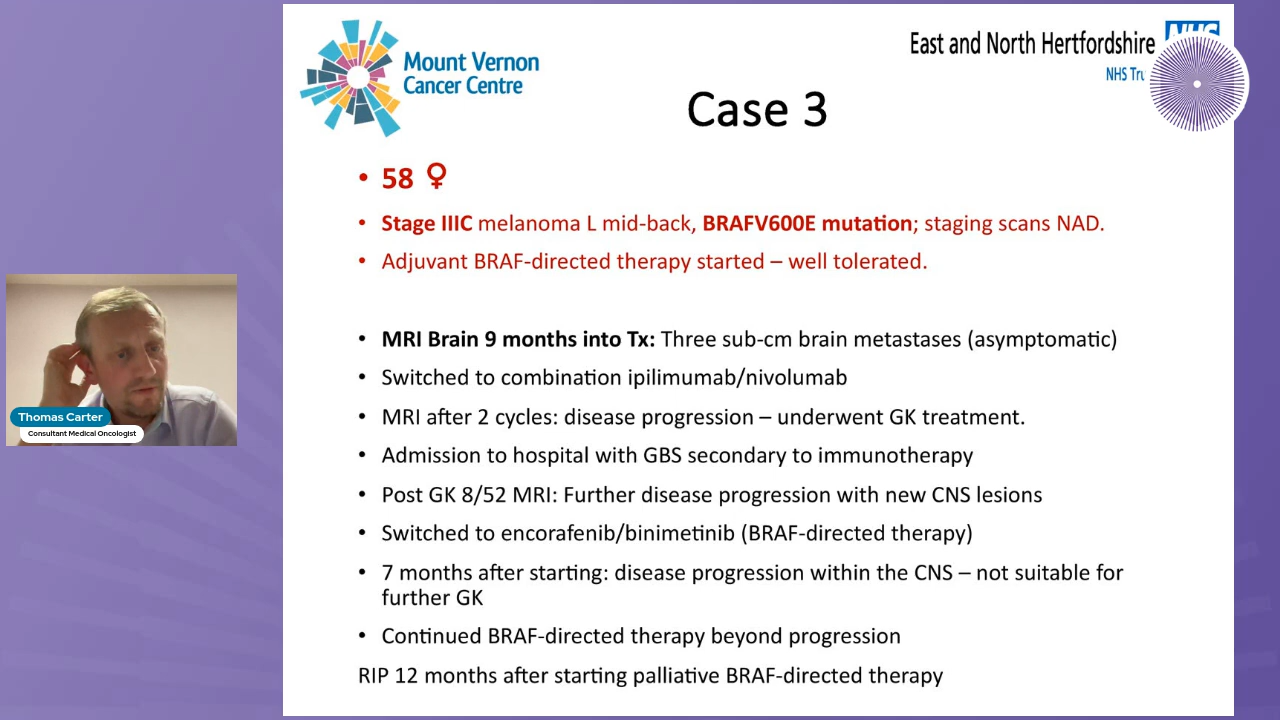 Mount Vernon
Cancer Centre
East and North Hertfordshire
NHS
NHS Tru
Case 3
• 58 ♀
• Stage IIIC melanoma L mid-back, BRAFV600E mutation; staging scans NAD.
• Adjuvant BRAF-directed therapy started – well tolerated.
• MRI Brain 9 months into Tx: Three sub-cm brain metastases (asymptomatic)
• Switched to combination ipilimumab/nivolumab
• MRI after 2 cycles: disease progression – underwent GK treatment.
• Admission to hospital with GBS secondary to immunotherapy
• Post GK 8/52 MRI: Further disease progression with new CNS lesions
• Switched to encorafenib/binimetinib (BRAF-directed therapy)
• 7 months after starting: disease progression within the CNS – not suitable for
further GK
• Continued BRAF-directed therapy beyond progression
RIP 12 months after starting palliative BRAF-directed therapy
Thomas Carter
Consultant Medical Oncologist